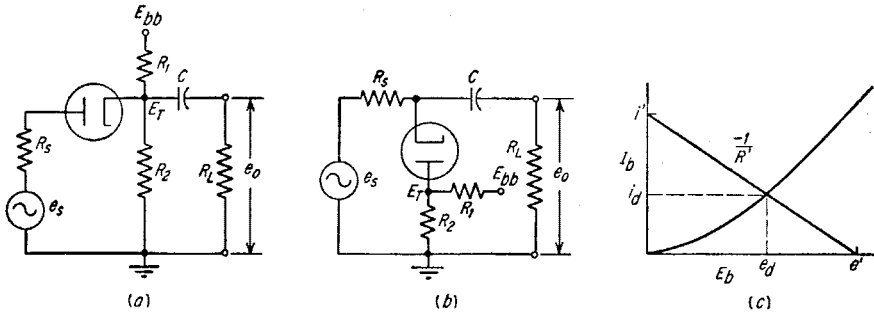 E_bb
R_1
C
E_T
R_s
R_2
R_L
e_o
e_s
(a)
R_s
C
R_L
e_o
e_s
E_T
R_1
E_bb
R_2
(b)
i'
-1/R'
I_b
i_d
E_b
e_d
e'
(c)